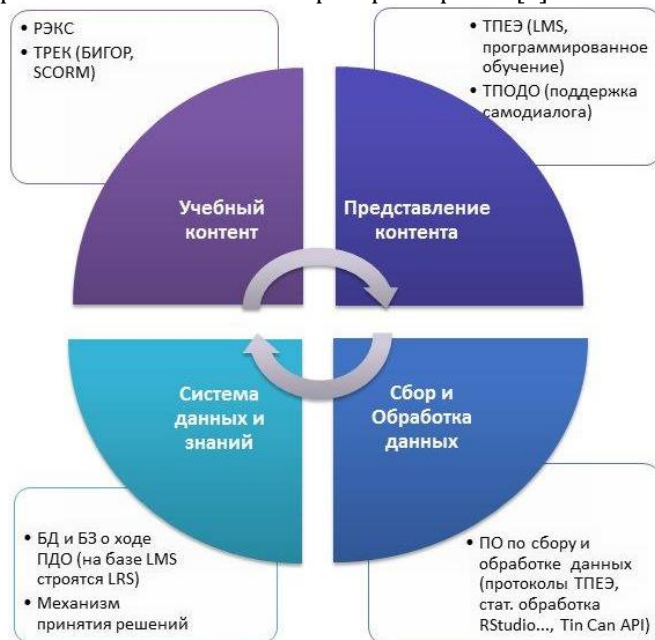 • РЭКС
• ТРЕК (БИГОР,
SCORM)
• ТПЕЭ (LMS,
программированное
обучение)
• ТПОДО (поддержка
самодиалога)
Учебный
контент
Представление
контента
Система
данных и
знаний
Сбор и
Обработка
данных
• БД и БЗ о ходе
ПДО (на базе LMS
строятся LRS)
• Механизм
принятия решений
• ПО по сбору и
обработке данных
(протоколы ТПЕЭ,
стат. обработка
RStudio..., Tin Can API)